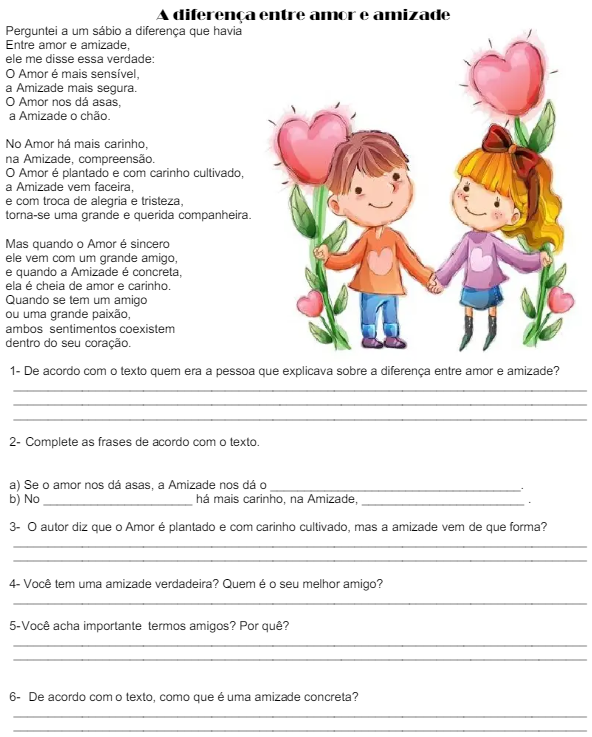 A diferença entre amor e amizade
Perguntei a um sábio a diferença que havia
Entre amor e amizade,
ele me disse essa verdade:
O Amor é mais sensível,
a Amizade mais segura.
O Amor nos dá asas,
a Amizade o chão.
No Amor há mais carinho,
na Amizade, compreensão.
O Amor é plantado e com carinho cultivado,
a Amizade vem faceira,
e com troca de alegria e tristeza,
torna-se uma grande e querida companheira.
Mas quando o Amor é sincero
ele vem com um grande amigo,
e quando a Amizade é concreta,
ela é cheia de amor e carinho.
Quando se tem um amigo
ou uma grande paixão,
ambos sentimentos coexistem
dentro do seu coração.
1- De acordo com o texto quem era a pessoa que explicava sobre a diferença entre amor e amizade?
2- Complete as frases de acordo com o texto.
a) Se o amor nos dá asas, a Amizade nos dá o ____________________.
b) No ____________________ há mais carinho, na Amizade, ____________________ .
3- O autor diz que o Amor é plantado e com carinho cultivado, mas a amizade vem de que forma?
4- Você tem uma amizade verdadeira? Quem é o seu melhor amigo?
5-Você acha importante termos amigos? Por quê?
6- De acordo com o texto, como que é uma amizade concreta?